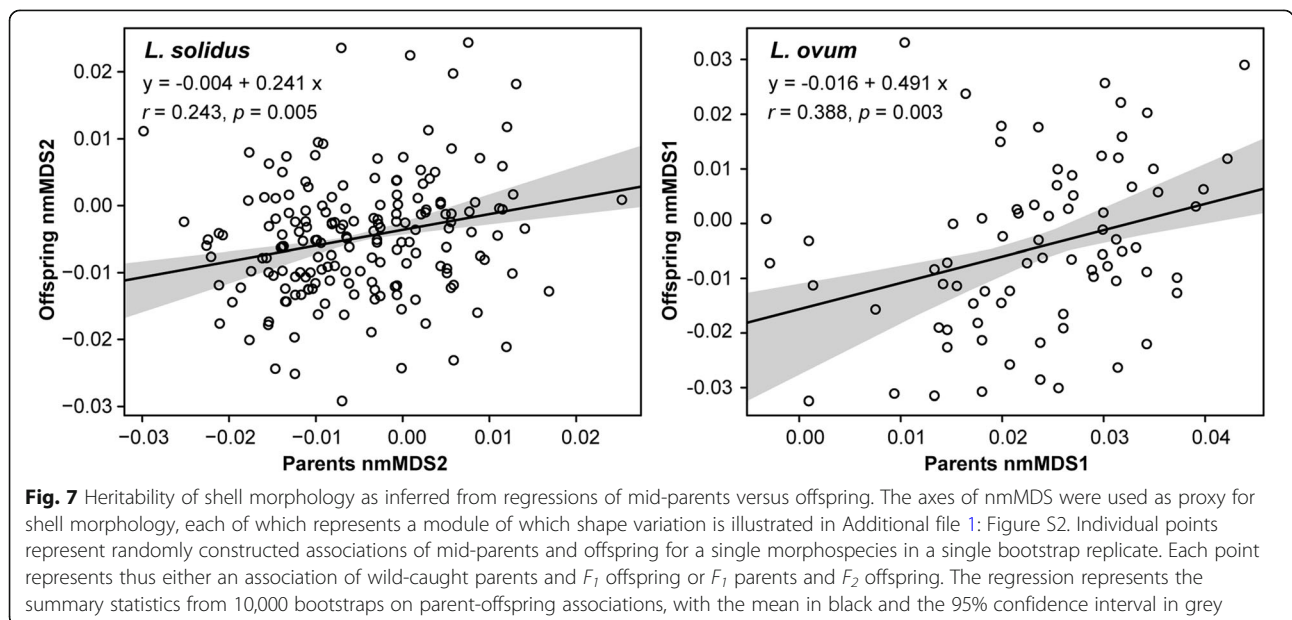 L. solidus
y = -0.004 + 0.241 x
r = 0.243, p = 0.005
Offspring nmMDS2
0.02
0.01
0.00
−0.01
−0.02
−0.03
−0.03
−0.02
−0.01
0.00
0.01
0.02
Parents nmMDS2
L. ovum
y = -0.016 + 0.491 x
r = 0.388, p = 0.003
Offspring nmMDS1
0.03
0.02
0.01
0.00
-0.01
-0.02
-0.03
0.00
0.01
0.02
0.03
0.04
Parents nmMDS1
Fig. 7 Heritability of shell morphology as inferred from regressions of mid-parents versus offspring. The axes of nmMDS were used as proxy for
shell morphology, each of which represents a module of which shape variation is illustrated in Additional file 1: Figure S2. Individual points
represent randomly constructed associations of mid-parents and offspring for a single morphospecies in a single bootstrap replicate. Each point
represents thus either an association of wild-caught parents and F1 offspring or F1 parents and F2 offspring. The regression represents the
summary statistics from 10,000 bootstraps on parent-offspring associations, with the mean in black and the 95% confidence interval in grey